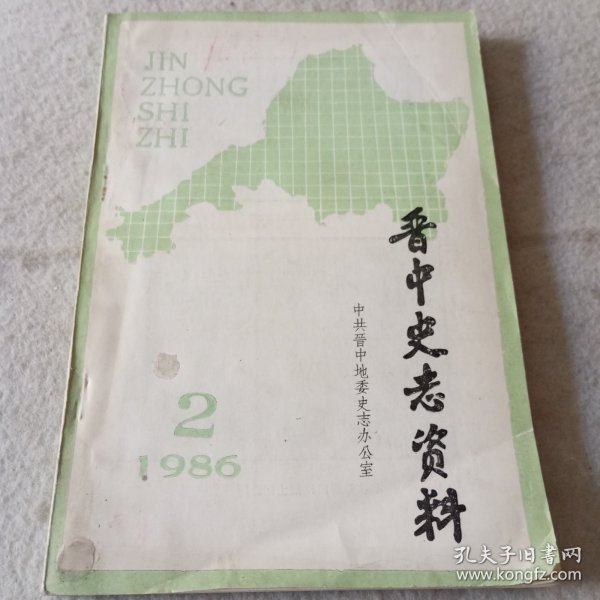 JIN
ZHONG
SHI
ZHI
晋中史志资料
中共晋中地委史志办公室
2
1986
孔夫子旧书网
www.kongfz.com